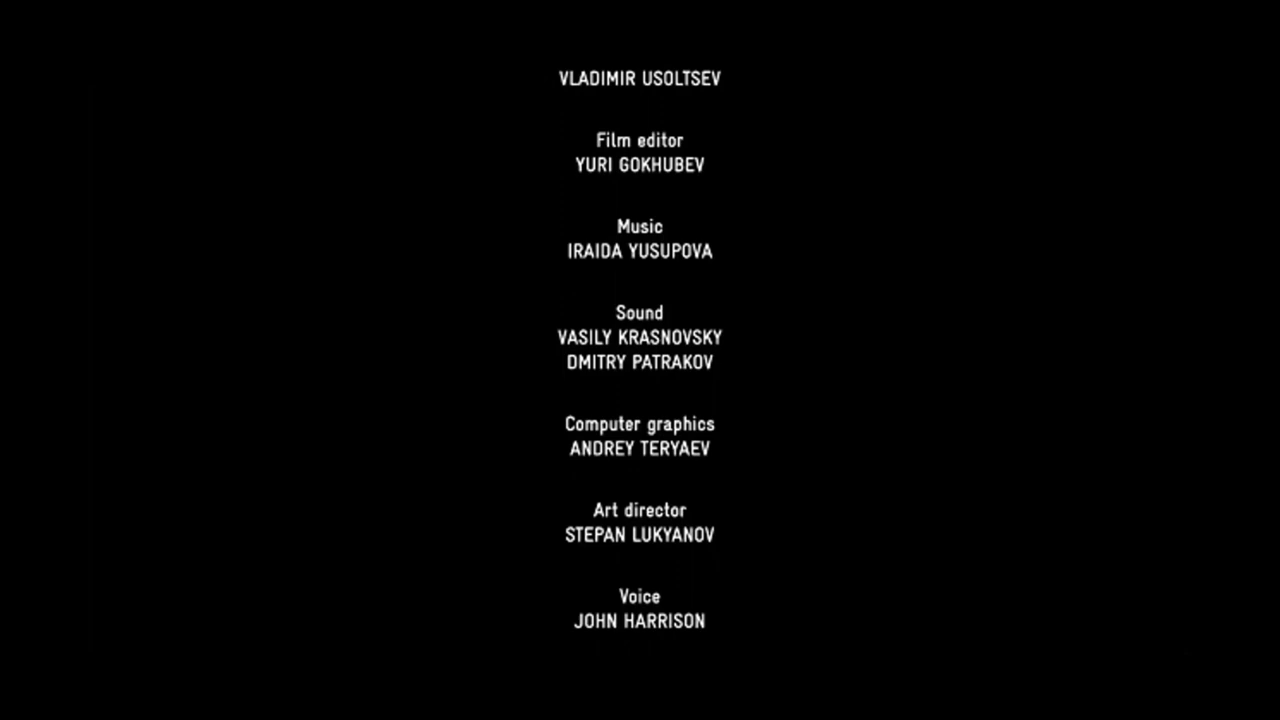 VLADIMIR USOLTSEV
Film editor
YURI GOKHUBEV
Music
IRAIDA YUSUPOVA
Sound
VASILY KRASNOVSKY
DMITRY PATRAKOV
Computer graphics
ANDREY TERYAEV
Art director
STEPAN LUKYANOV
Voice
JOHN HARRISON